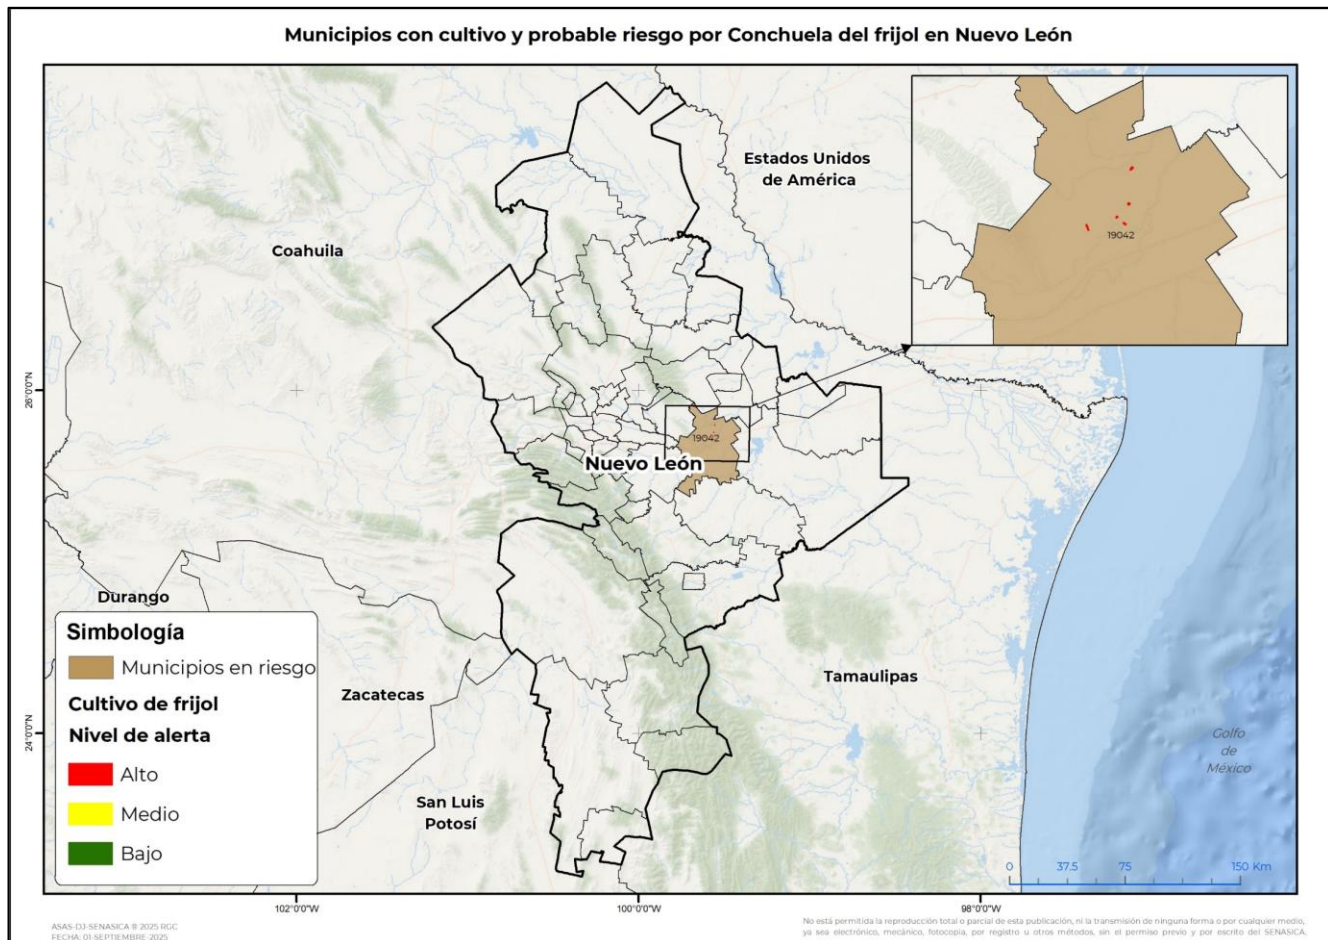 Municipios con cultivo y probable riesgo por Conchuela del frijol en Nuevo León
Estados Unidos
de América
Coahuila
19042
19042
Nuevo León
26°0'0"N
Durango
Zacatecas
Tamaulipas
San Luis
Potosí
Golfo
de
México
24°0'0"N
Simbología
Municipios en riesgo
Cultivo de frijol
Nivel de alerta
Alto
Medio
Bajo
0 37.5 75 150 Km
102°0'0"W 100°0'0"W 98°0'0"W
ASAS-DJ-SENASICA ® 2025 RGC
FECHA: 01-SEPTIEMBRE-2025
No está permitida la reproducción total o parcial de esta publicación, ni la transmisión de ninguna forma o por cualquier medio,
ya sea electrónico, mecánico, fotocopia, por registro u otros métodos, sin el permiso previo y por escrito del SENASICA.